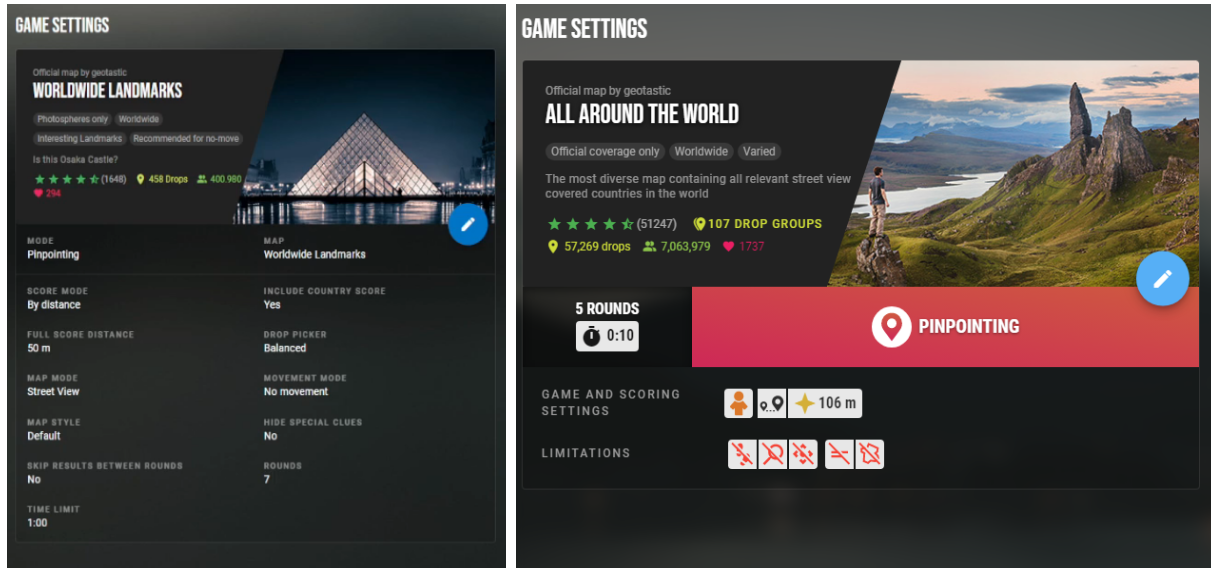 GAME SETTINGS
Official map by geotastic
WORLDWIDE LANDMARKS
Photospheres only Worldwide
Interesting Landmarks Recommended for no-move
Is this Osaka Castle?
(1648) 458 Drops 400.980
294
MODE MAP
Pinpointing Worldwide Landmarks
SCORE MODE INCLUDE COUNTRY SCORE
By distance Yes
FULL SCORE DISTANCE DROP PICKER
50 m Balanced
MAP MODE MOVEMENT MODE
Street View No movement
MAP STYLE HIDE SPECIAL CLUES
Default No
SKIP RESULTS BETWEEN ROUNDS ROUNDS
No 7
TIME LIMIT
1:00
GAME SETTINGS
Official map by geotastic
ALL AROUND THE WORLD
Official coverage only Worldwide Varied
The most diverse map containing all relevant street view
covered countries in the world
(51247) 107 DROP GROUPS
57,269 drops 7,063,979 1737
5 ROUNDS
0:10
PINPOINTING
GAME AND SCORING
SETTINGS
106 m
LIMITATIONS